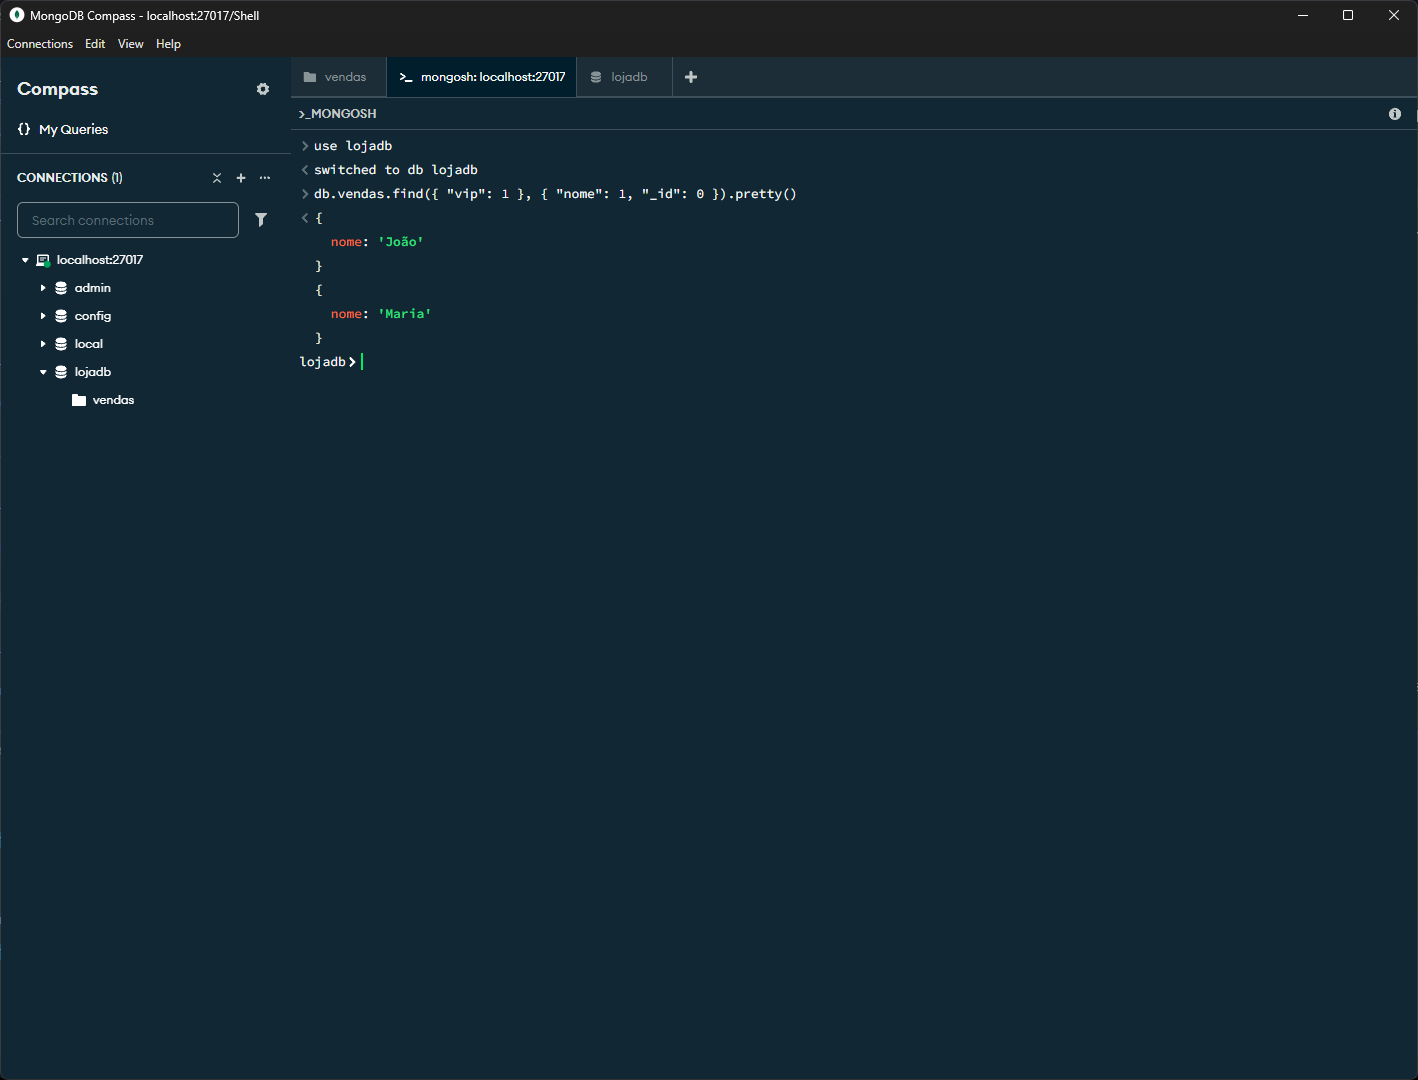 MongoDB Compass - localhost:27017/Shell
Connections Edit View Help
Compass
{} My Queries
CONNECTIONS (1)
Search connections
localhost:27017
admin
config
local
lojadb
vendas
vendas
>_ mongosh: localhost:27017
lojadb
>_MONGOSH
> use lojadb
< switched to db lojadb
> db.vendas.find({ "vip": 1 }, { "nome": 1, "_id": 0 }).pretty()
< {
nome: 'João'
}
{
nome: 'Maria'
}
lojadb>